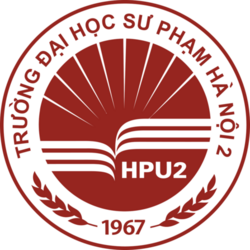 TRƯỜNG ĐẠI HỌC SƯ PHẠM HÀ NỘI 2
HPU2
1967